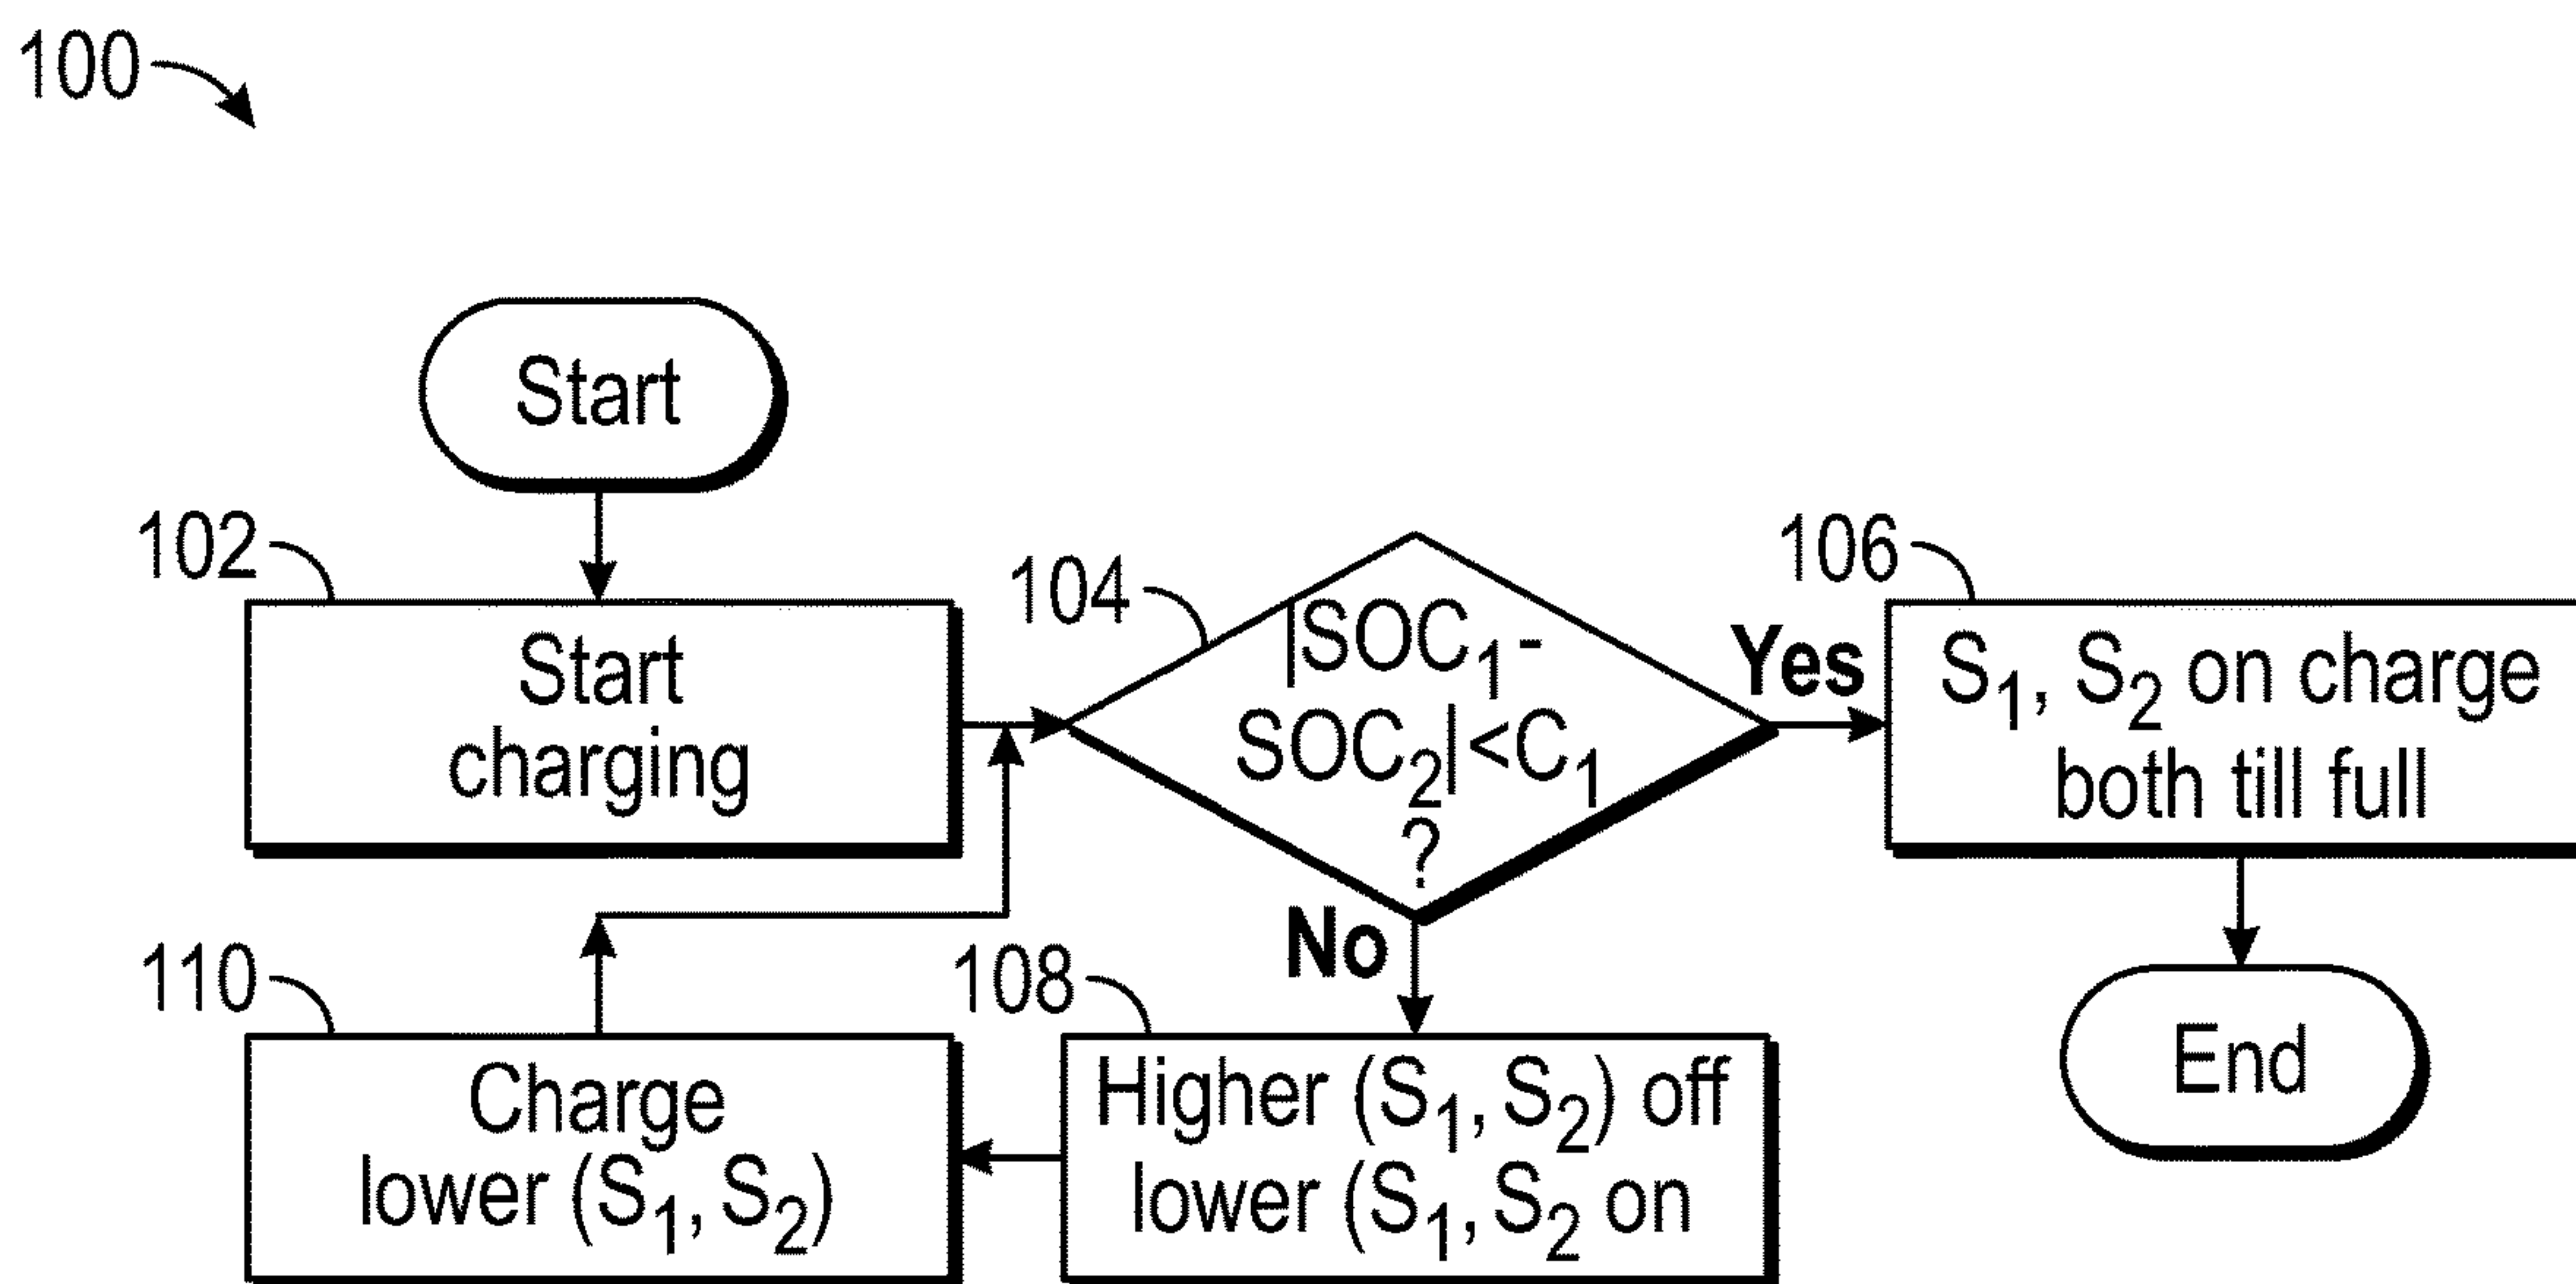 100
Start
102
Start
charging
104
|SOC₁-
SOC₂|<C₁
?
Yes
No
106
S₁, S₂ on charge
both till full
End
108
Higher (S₁, S₂) off
lower (S₁, S₂ on
110
Charge
lower (S₁, S₂)